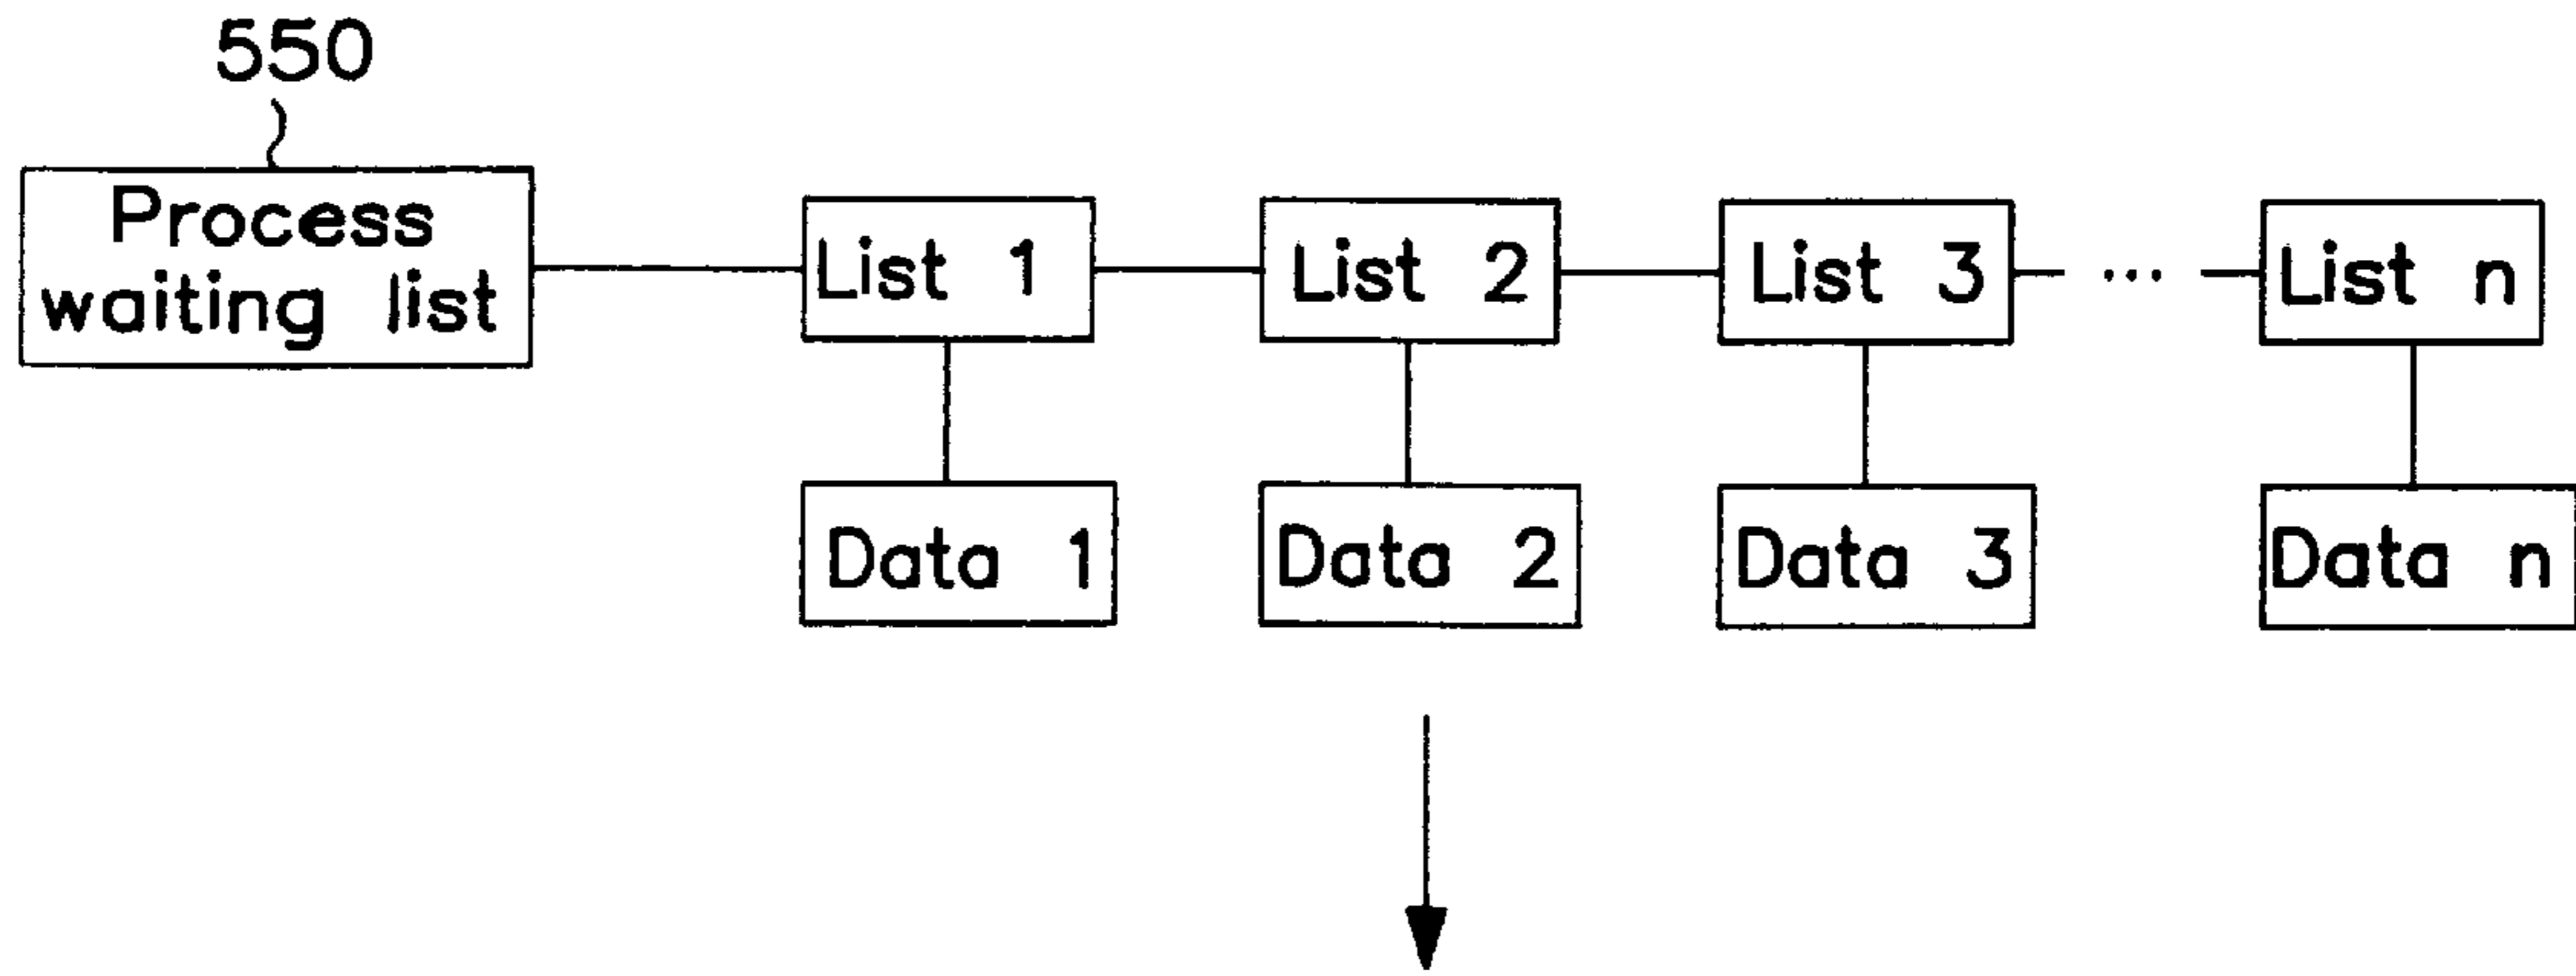 550
Process
waiting list
List 1
List 2
List 3
...
List n
Data 1
Data 2
Data 3
Data n